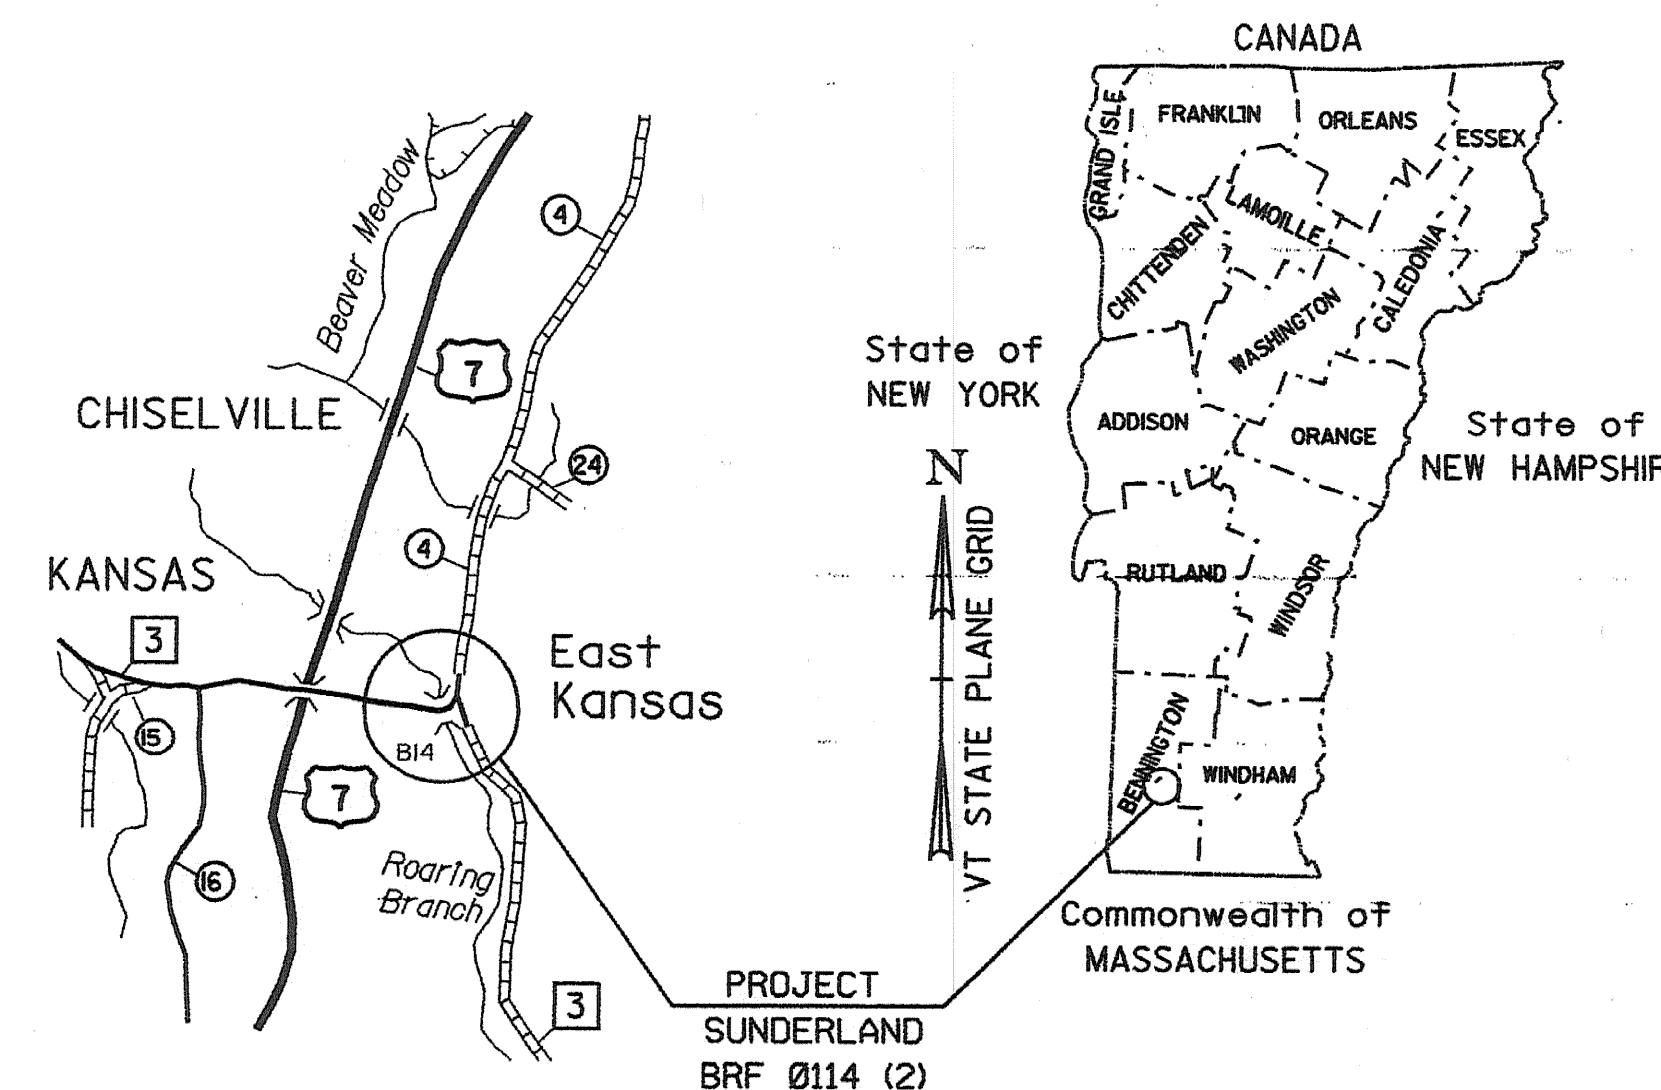 Beaver Meadow
4
7
CHISELVILLE
24
4
KANSAS
3
East
Kansas
15
B14
7
16
Roaring
Branch
3
PROJECT
SUNDERLAND
BRF 0114 (2)
N
VT STATE PLANE GRID
CANADA
GRAND ISLE
FRANKLIN
ORLEANS
ESSEX
LAMOILLE
CHITTENDEN
CALEDONIA
WASHINGTON
State of
NEW YORK
ADDISON
ORANGE
State of
NEW HAMPSHIR
RUTLAND
WINDSOR
BENNINGTON
WINDHAM
Commonwealth of
MASSACHUSETTS